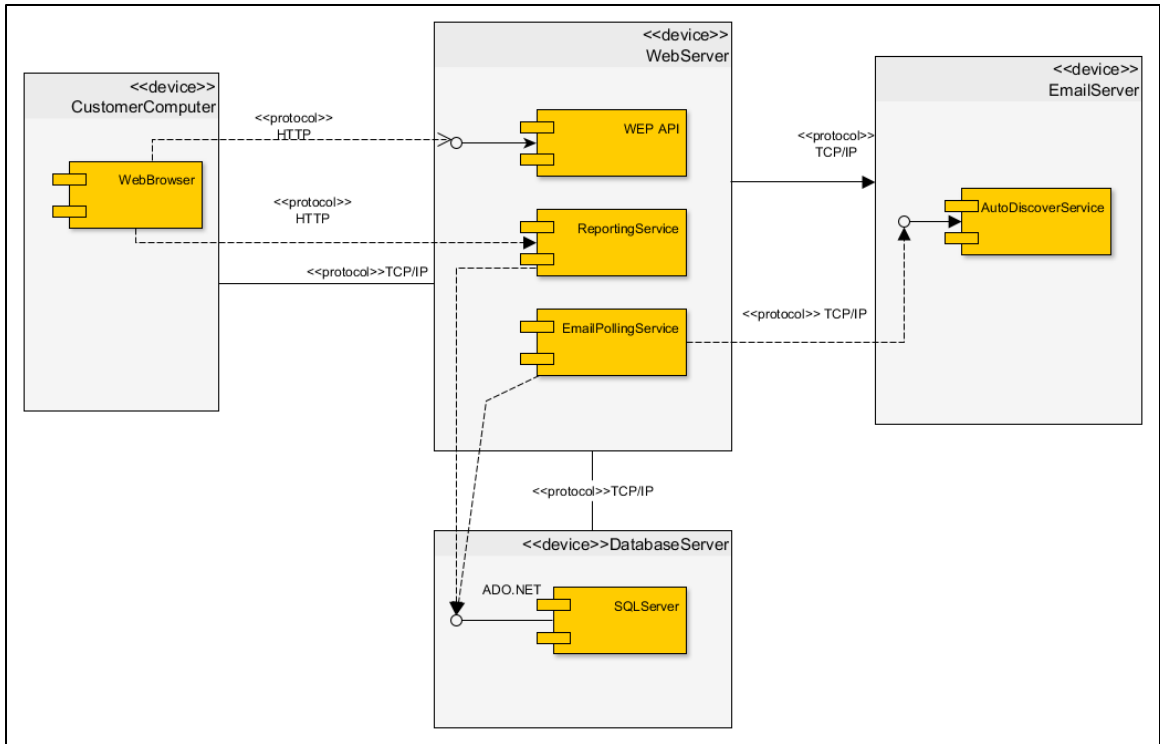 <<device>>
WebServer
<<device>>
CustomerComputer
<<device>>
EmailServer
<<protocol>>
HTTP
WEP API
<<protocol>>
TCP/IP
WebBrowser
<<protocol>>
HTTP
ReportingService
AutoDiscoverService
<<protocol>>TCP/IP
EmailPollingService
<<protocol>> TCP/IP
<<protocol>>TCP/IP
<<device>>DatabaseServer
ADO.NET
SQLServer